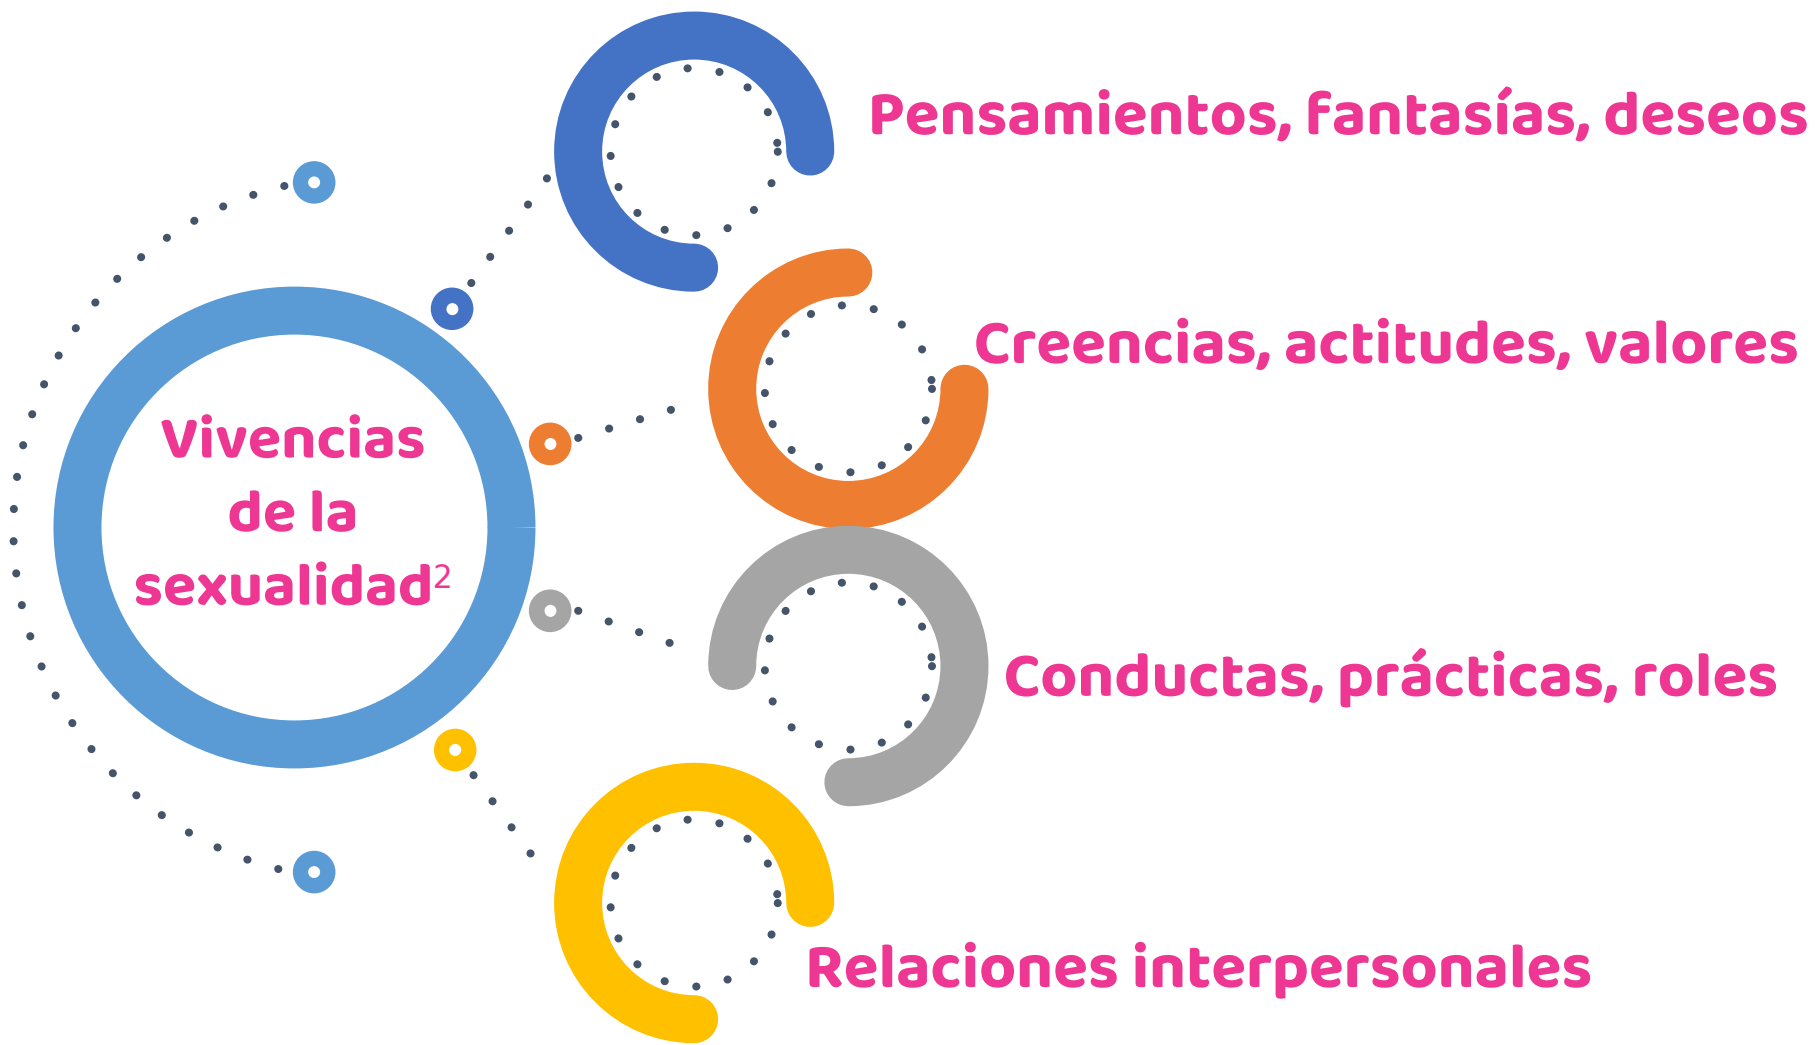 Vivencias
de la
sexualidad²
Pensamientos, fantasías, deseos
Creencias, actitudes, valores
Conductas, prácticas, roles
Relaciones interpersonales